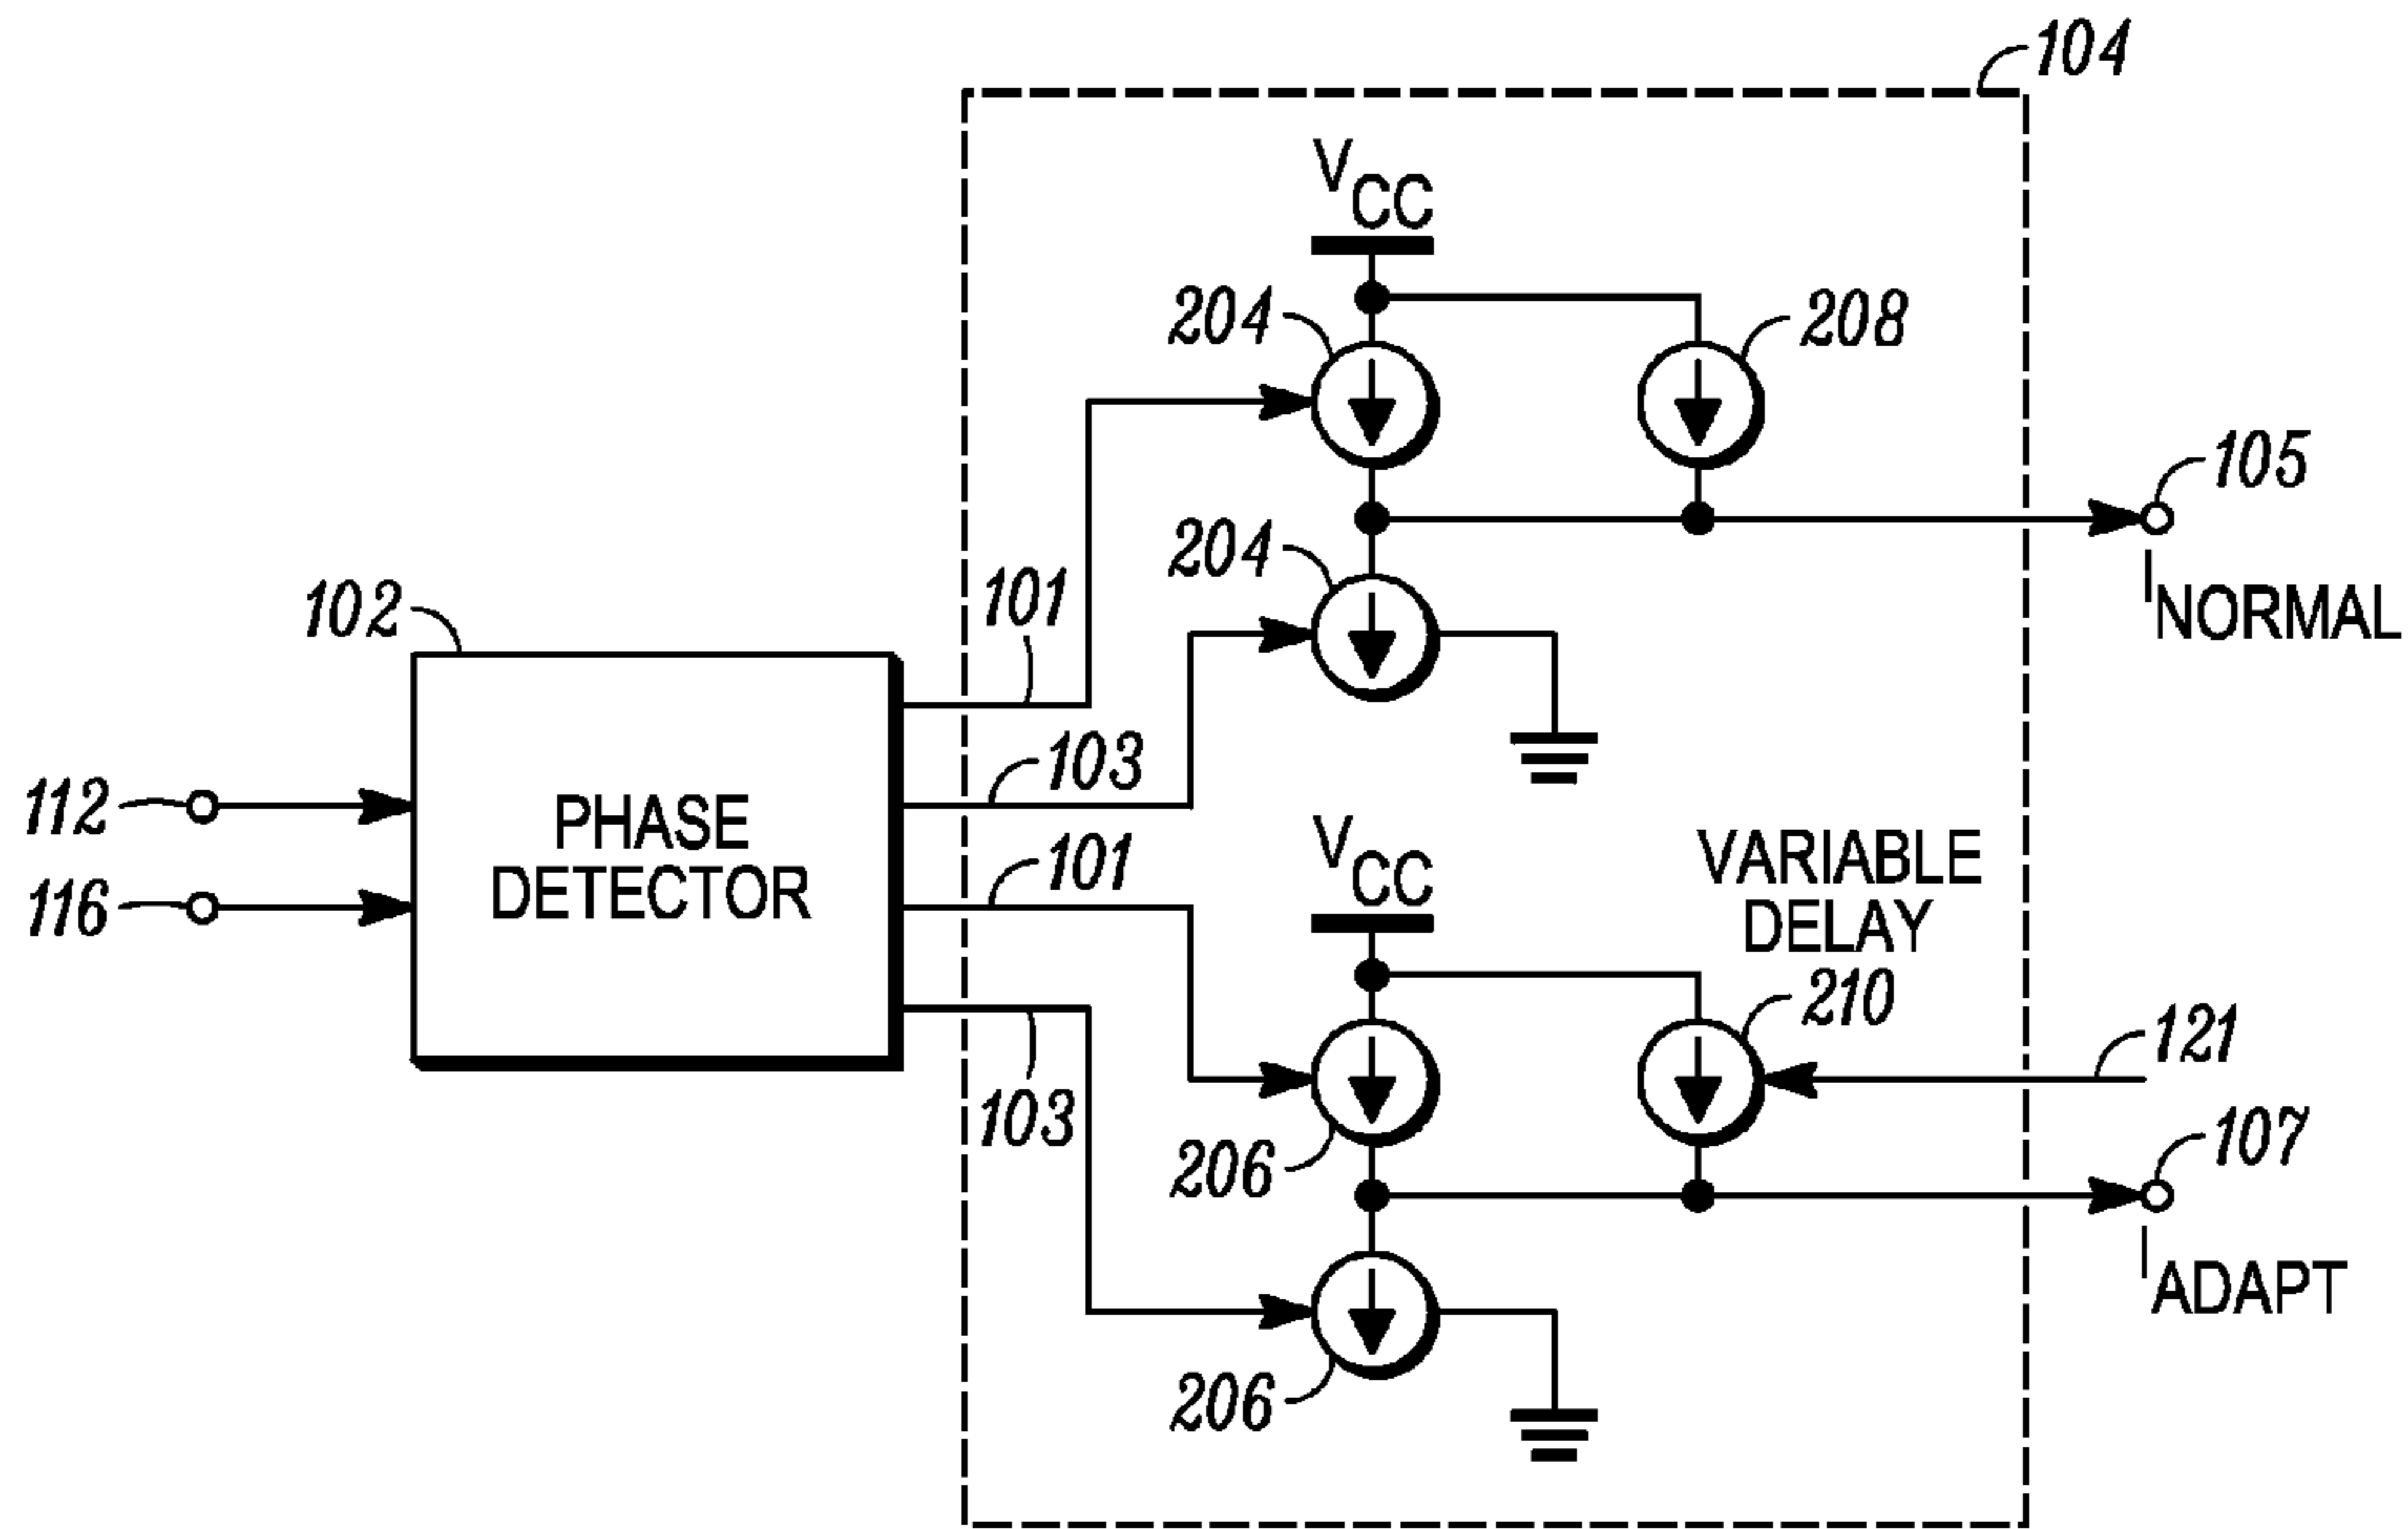 104
VCC
204
208
105
204
INORMAL
101
102
103
112
PHASE
DETECTOR
101
VCC
VARIABLE
DELAY
116
210
121
103
107
206
IADAPT
206